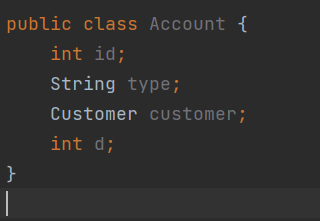 public class Account {
    int id;
    String type;
    Customer customer;
    int d;
}